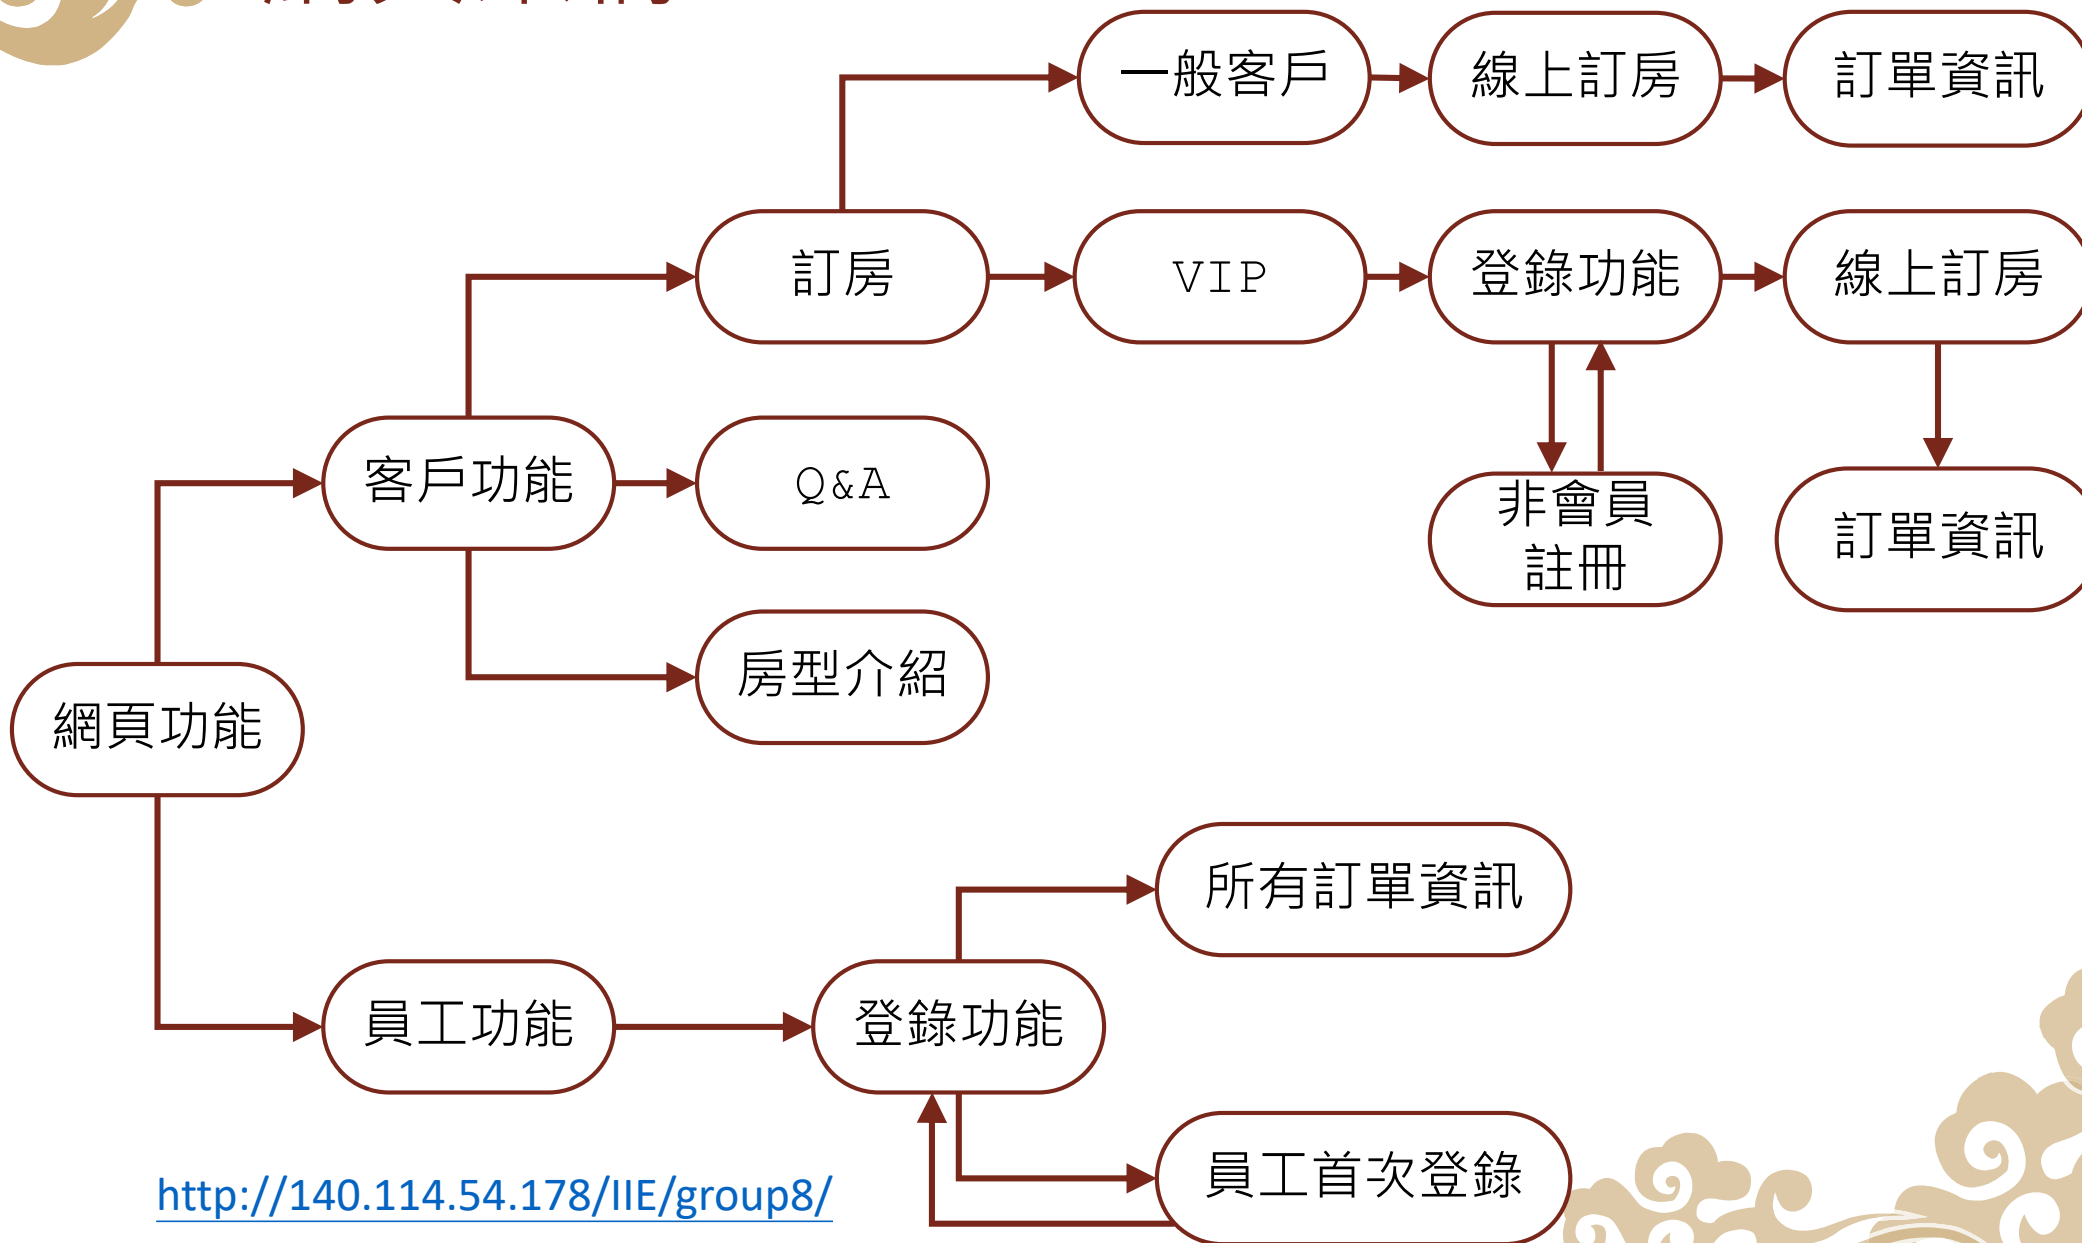 一般客戶
線上訂房
訂單資訊
訂房
VIP
登錄功能
線上訂房
客戶功能
Q&A
非會員
註冊
訂單資訊
房型介紹
網頁功能
所有訂單資訊
員工功能
登錄功能
員工首次登錄
http://140.114.54.178/IIE/group8/